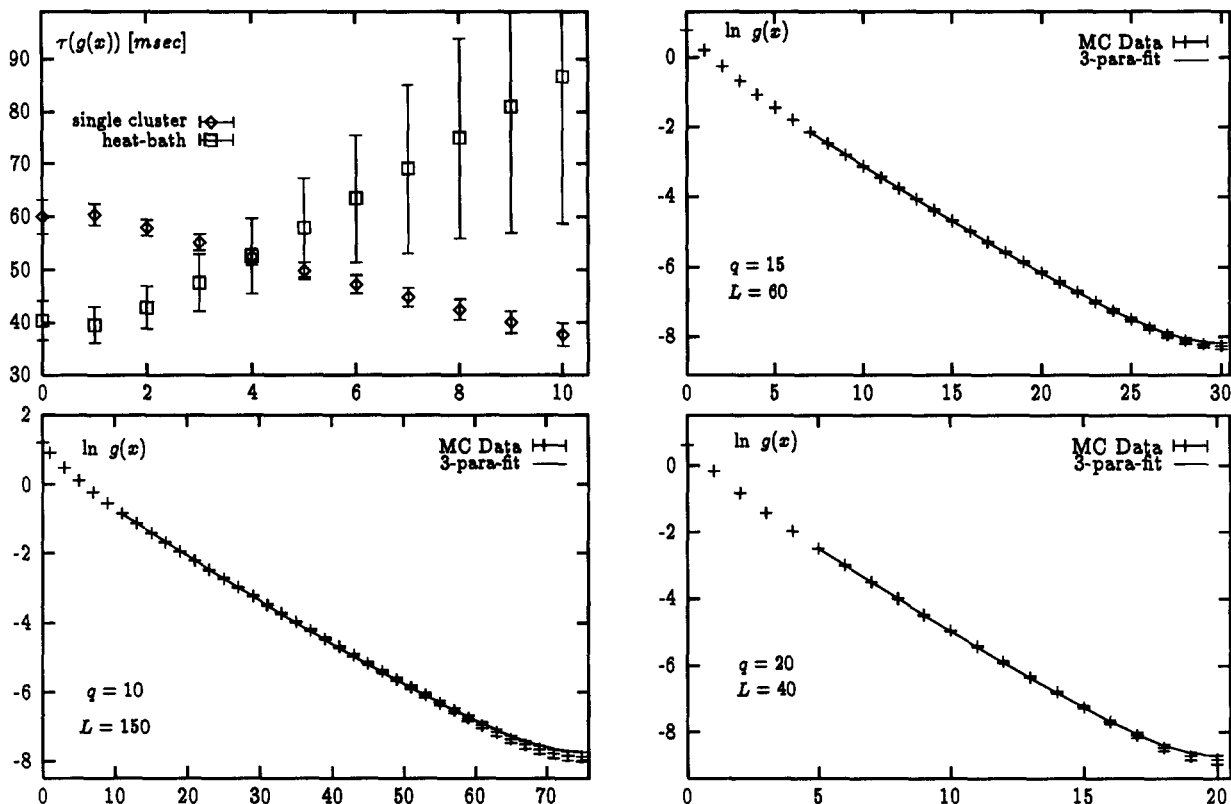 τ(g(x)) [msec]
single cluster
heat-bath
90
80
70
60
50
40
30
0 2 4 6 8 10
ln g(x)
MC Data
3-para-fit
0
-2
-4
-6
-8
q = 15
L = 60
0 5 10 15 20 25 30
ln g(x)
MC Data
3-para-fit
2
0
-2
-4
-6
-8
q = 10
L = 150
0 10 20 30 40 50 60 70
ln g(x)
MC Data
3-para-fit
0
-2
-4
-6
-8
q = 20
L = 40
0 5 10 15 20